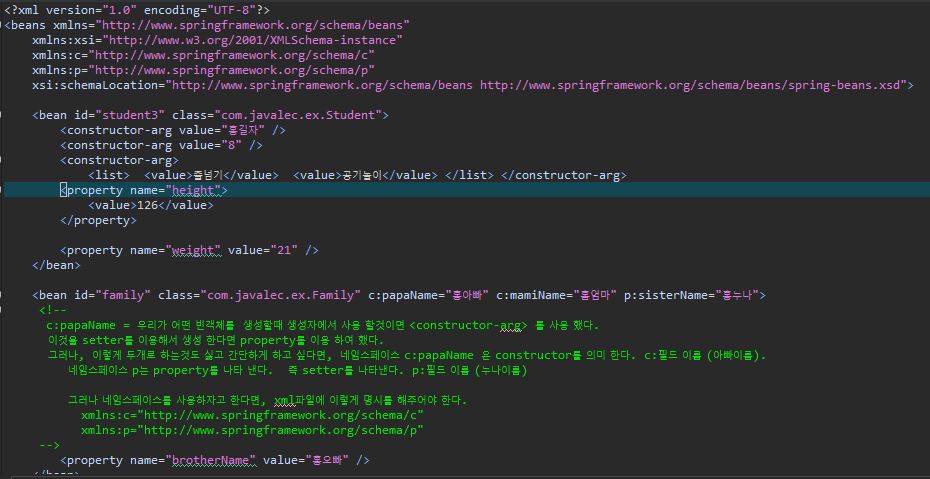 <?xml version="1.0" encoding="UTF-8"?>
<beans xmlns="http://www.springframework.org/schema/beans"
xmlns:xsi="http://www.w3.org/2001/XMLSchema-instance"
xmlns:c="http://www.springframework.org/schema/c"
xmlns:p="http://www.springframework.org/schema/p"
xsi:schemaLocation="http://www.springframework.org/schema/beans http://www.springframework.org/schema/beans/spring-beans.xsd">
<bean id="student3" class="com.javalec.ex.Student">
<constructor-arg value="홍길자" />
<constructor-arg value="8" />
<constructor-arg>
<list> <value>줄넘기</value> <value>공기놀이</value> </list> </constructor-arg>
<property name="height">
<value>126</value>
</property>
<property name="weight" value="21" />
</bean>
<bean id="family" class="com.javalec.ex.Family" c:papaName="홍아빠" c:mamiName="홍엄마" p:sisterName="홍누나">
<!--
c:papaName = 우리가 어떤 빈객체를 생성할때 생성자에서 사용 할것이면 <constructor-arg> 를 사용 했다.
이것을 setter를 이용해서 생성 한다면 property를 이용 하여 했다.
그러나, 이렇게 두개로 하는것도 싫고 간단하게 하고 싶다면, 네임스페이스 c:papaName 은 constructor를 의미 한다. c:필드 이름 (아빠이름).
네임스페이스 p는 property를 나타 낸다. 즉 setter를 나타낸다. p:필드 이름 (누나이름)
그러나 네임스페이스를 사용하자고 한다면, xml파일에 이렇게 명시를 해주어야 한다.
xmlns:c="http://www.springframework.org/schema/c"
xmlns:p="http://www.springframework.org/schema/p"
-->
<property name="brotherName" value="홍오빠" />
</bean>